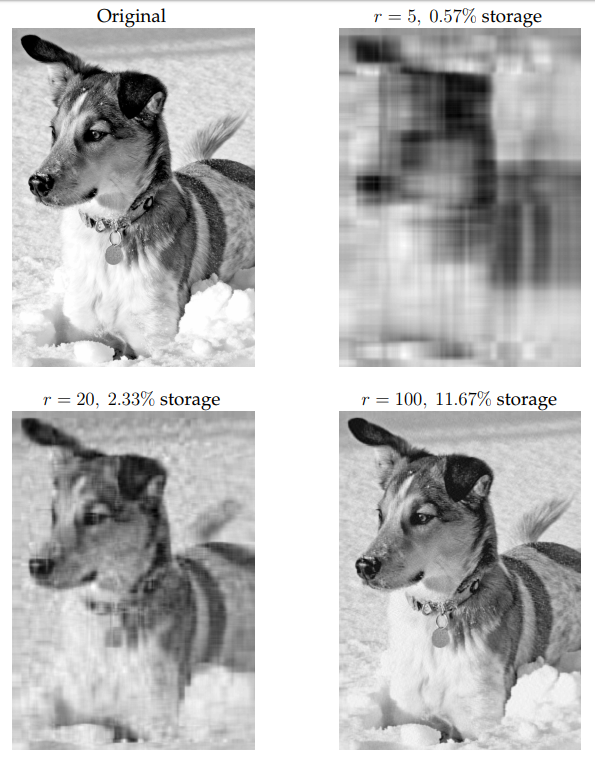 Original
r = 5, 0.57% storage
r = 20, 2.33% storage
r = 100, 11.67% storage